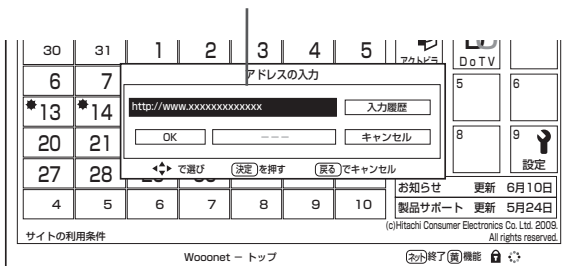 30 31 1 2 3 4 5 アクトビラ DoTV
アドレスの入力
6 7 5 6
http://www.xxxxxxxxxxxxx 入力履歴
13 14
OK --- キャンセル
20 21 8 9
で選び 決定を押す 戻るでキャンセル 設定
27 28
お知らせ 更新 6月10日
4 5 6 7 8 9 10 製品サポート 更新 5月24日
(c)Hitachi Consumer Electronics Co. Ltd. 2009.
サイトの利用条件 All rights reserved.
Wooonet − トップ ネット終了 黄機能